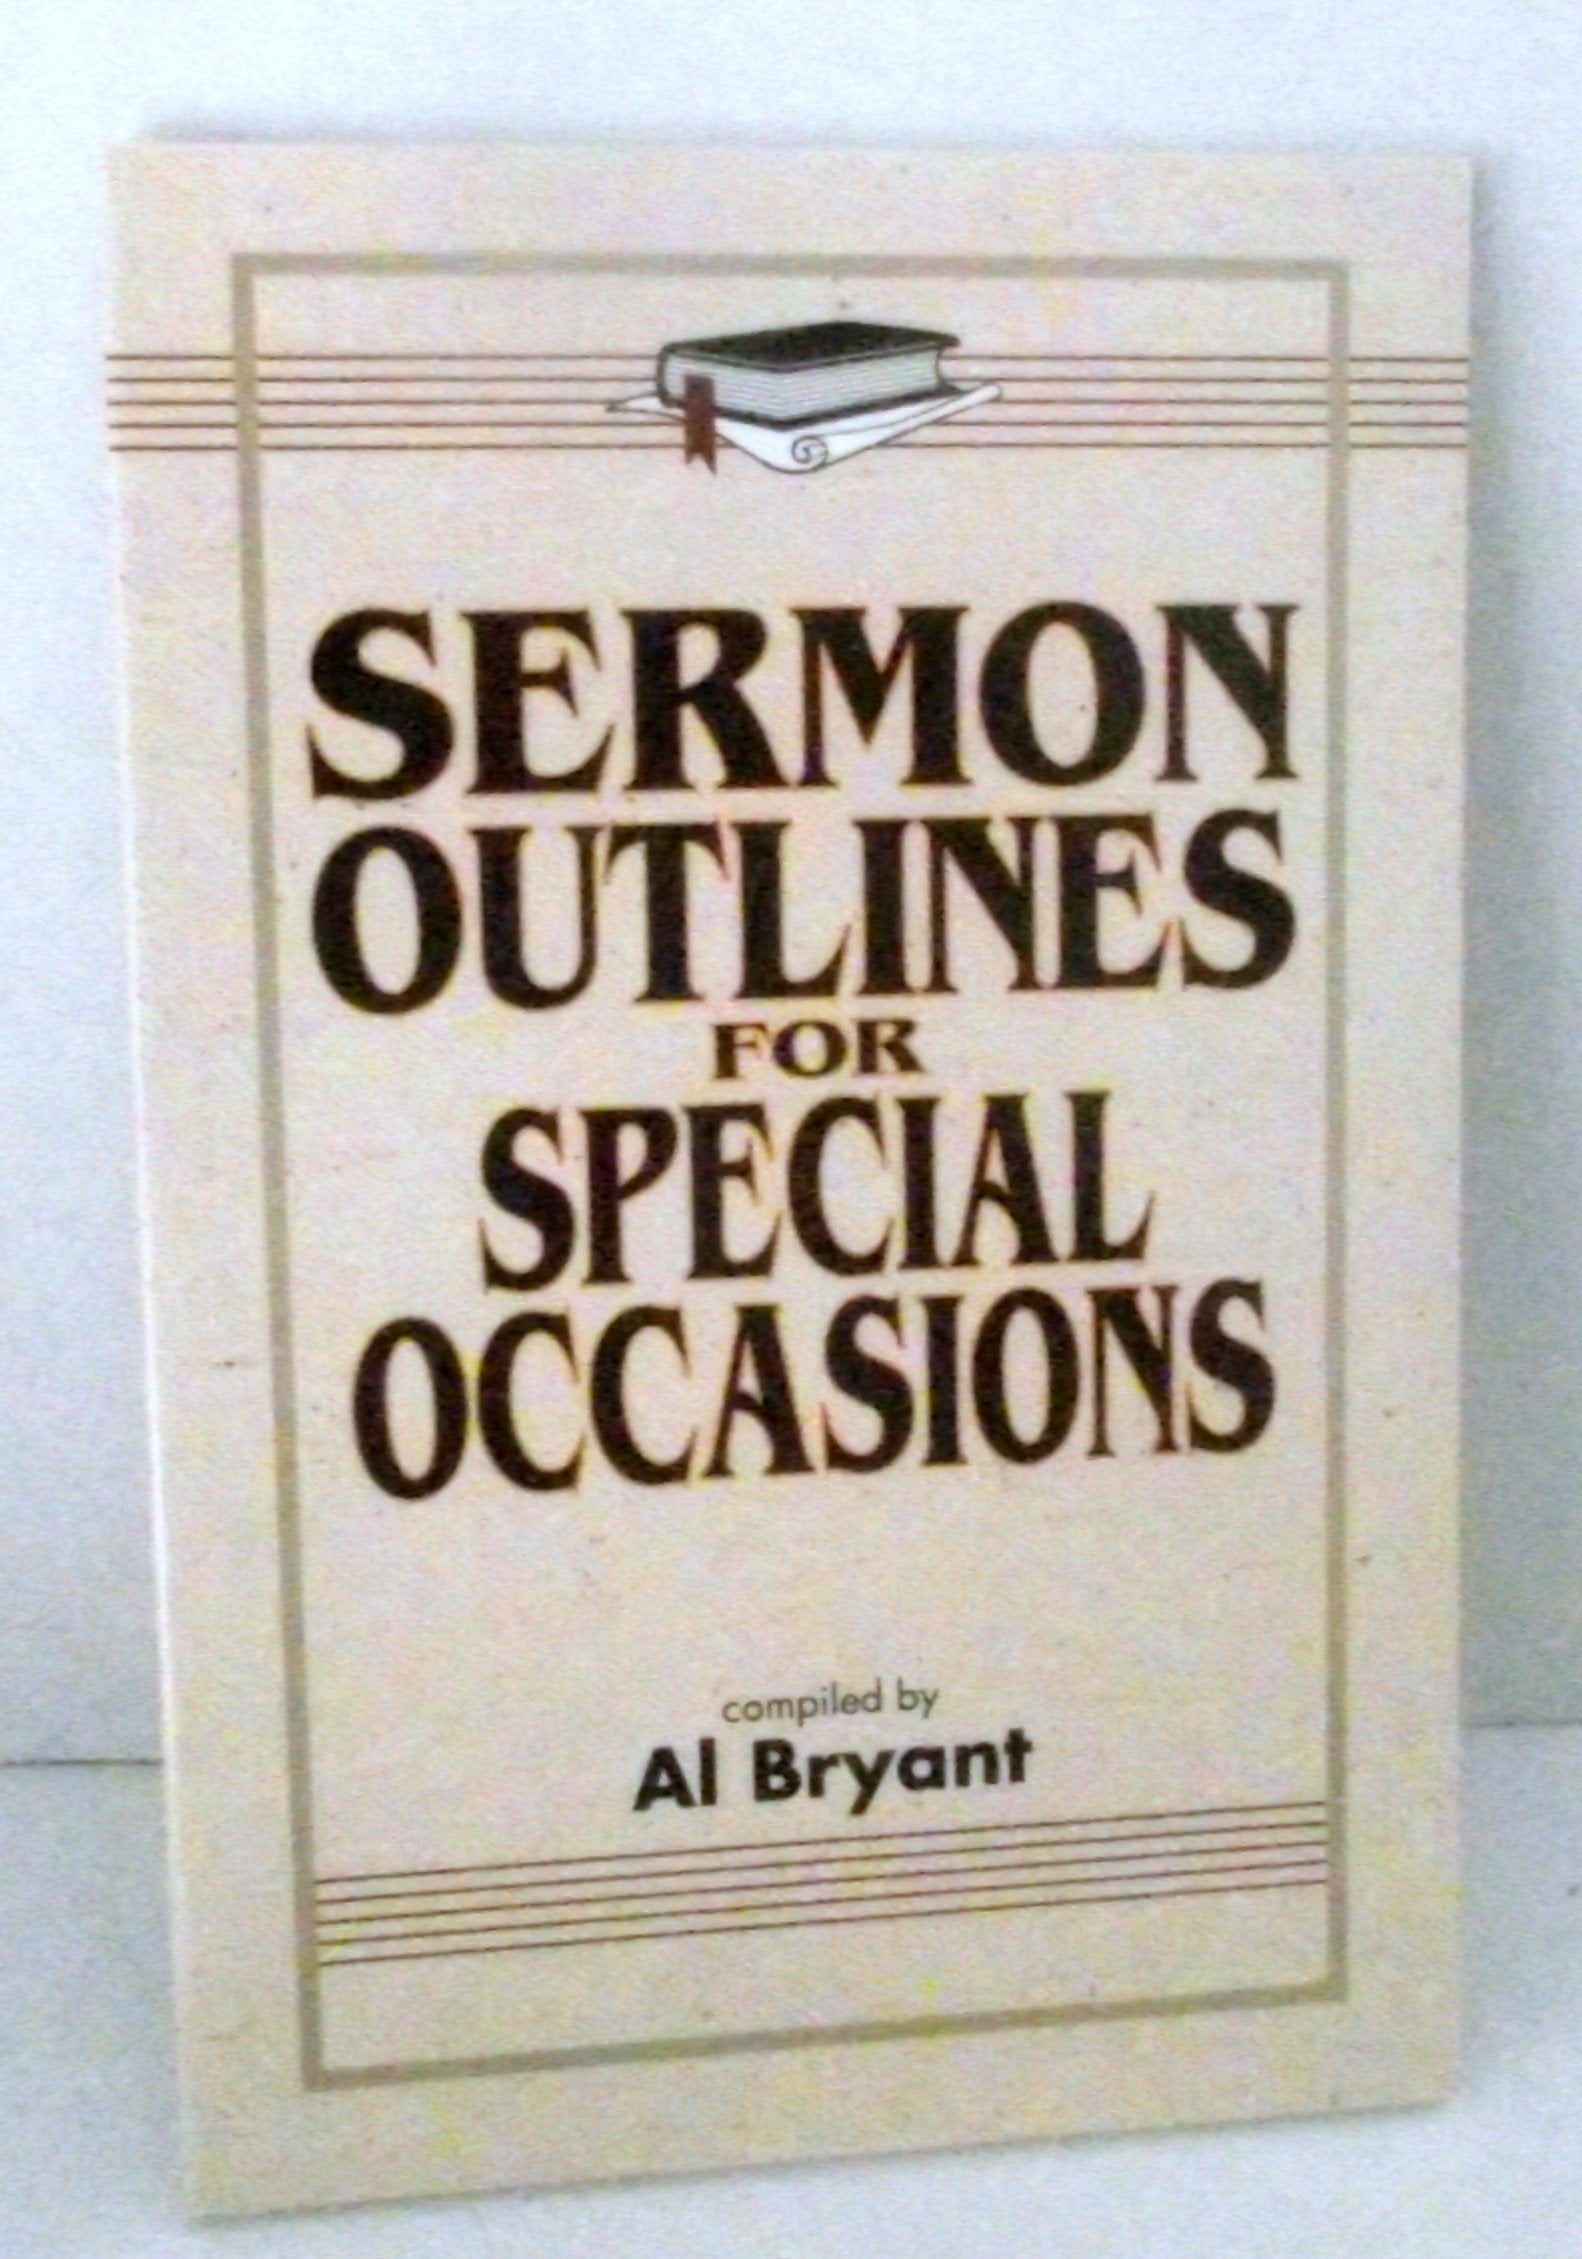 SERMON
OUTLINES
FOR
SPECIAL
OCCASIONS
compiled by
Al Bryant